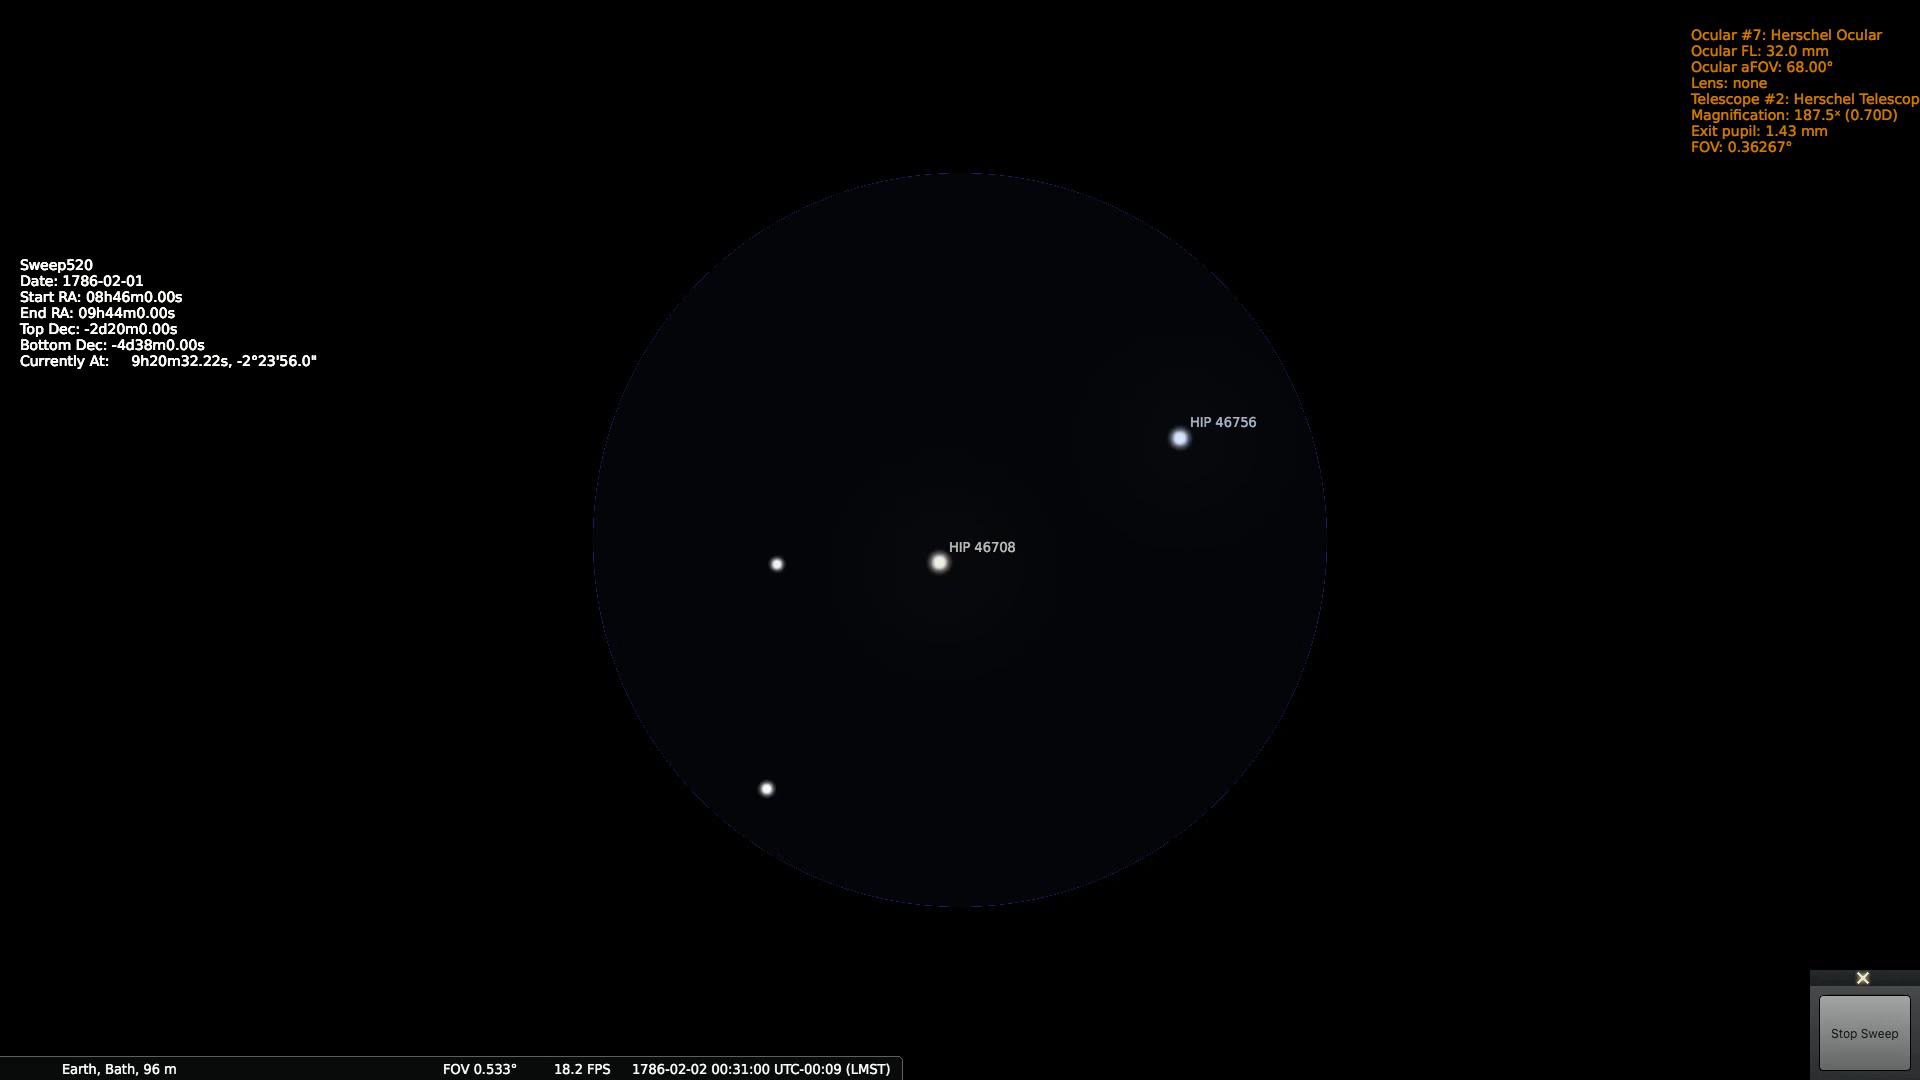 Ocular #7: Herschel Ocular
Ocular FL: 32.0 mm
Ocular aFOV: 68.00°
Lens: none
Telescope #2: Herschel Telescop
Magnification: 187.5ˣ (0.70D)
Exit pupil: 1.43 mm
FOV: 0.36267°
Sweep520
Date: 1786-02-01
Start RA: 08h46m0.00s
End RA: 09h44m0.00s
Top Dec: -2d20m0.00s
Bottom Dec: -4d38m0.00s
Currently At: 9h20m32.22s, -2°23'56.0"
HIP 46756
HIP 46708
Stop Sweep
Earth, Bath, 96 m FOV 0.533° 18.2 FPS 1786-02-02 00:31:00 UTC-00:09 (LMST)